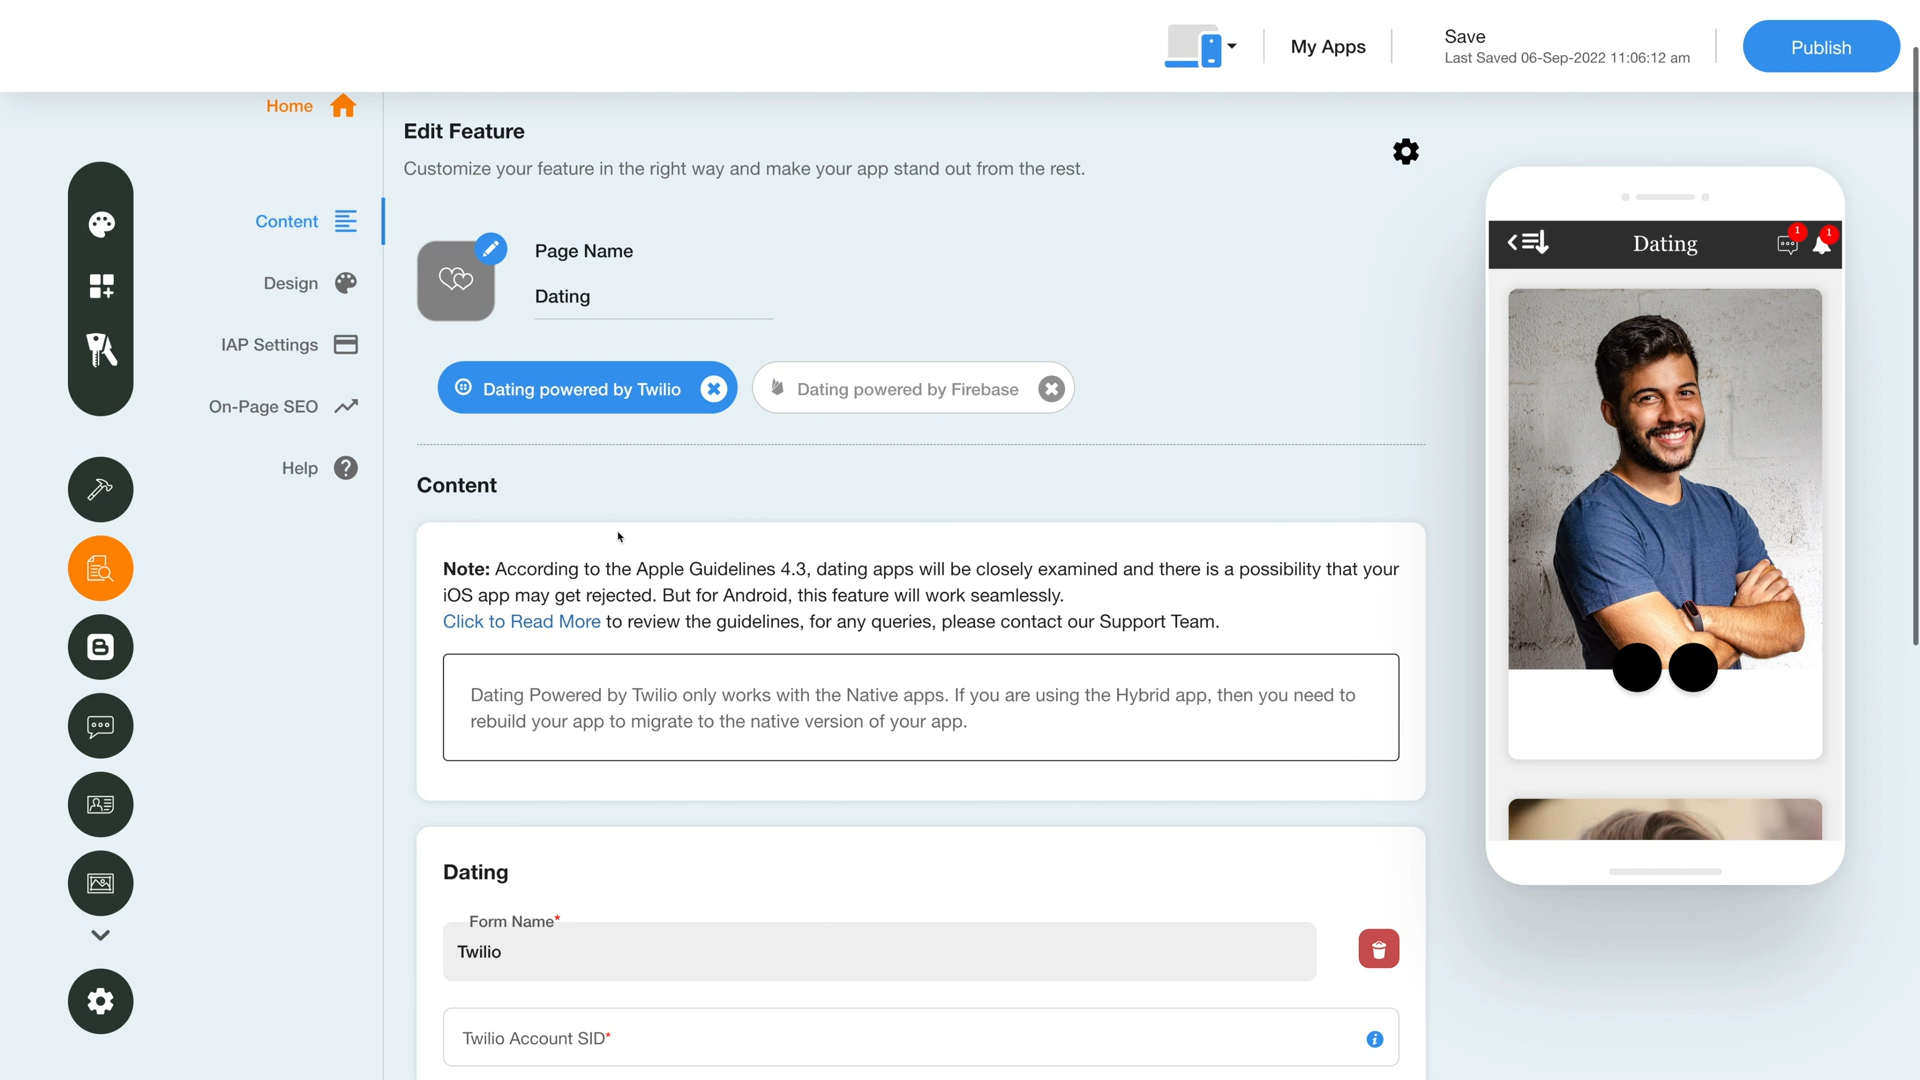 My Apps
Save
Last Saved 06-Sep-2022 11:06:12 am
Publish
Home
Content
Design
IAP Settings
On-Page SEO
Help
Edit Feature
Customize your feature in the right way and make your app stand out from the rest.
Page Name
Dating
Dating powered by Twilio
Dating powered by Firebase
Content
Note: According to the Apple Guidelines 4.3, dating apps will be closely examined and there is a possibility that your
iOS app may get rejected. But for Android, this feature will work seamlessly.
Click to Read More to review the guidelines, for any queries, please contact our Support Team.
Dating Powered by Twilio only works with the Native apps. If you are using the Hybrid app, then you need to
rebuild your app to migrate to the native version of your app.
Dating
Form Name*
Twilio
Twilio Account SID*
Dating
1
1